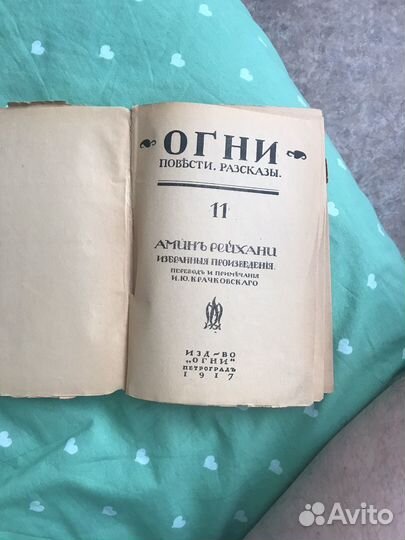 ОГНИ
ПОВѢСТИ. РАЗСКАЗЫ.
11
АМИНЪ РЕЙХАНИ
ИЗБРАННЫЯ ПРОИЗВЕДЕНІЯ.
ПЕРЕВОДЪ И ПРИМѢЧАНІЯ
И. Ю. КРАЧКОВСКАГО
ИЗД-ВО
„ОГНИ"
ПЕТРОГРАДЪ
1917
Avito